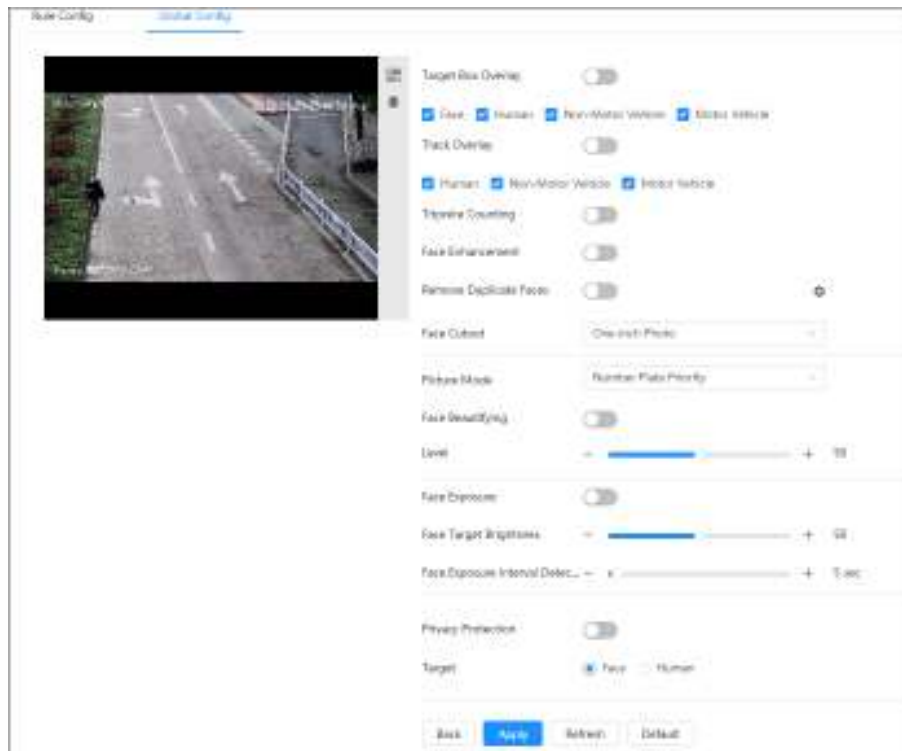 Rule Config Global Config
Target Box Overlay
Face Human Non-Motor Vehicle Motor Vehicle
Track Overlay
Human Non-Motor Vehicle Motor Vehicle
Tripwire Counting
Face Enhancement
Remove Duplicate Faces
Face Cutout One-inch Photo
Picture Mode Number Plate Priority
Face Beautifying
Level - + 50
Face Exposure
Face Target Brightness - + 50
Face Exposure Interval Detec... - + 5 sec
Privacy Protection
Target Face Human
Back Apply Refresh Default